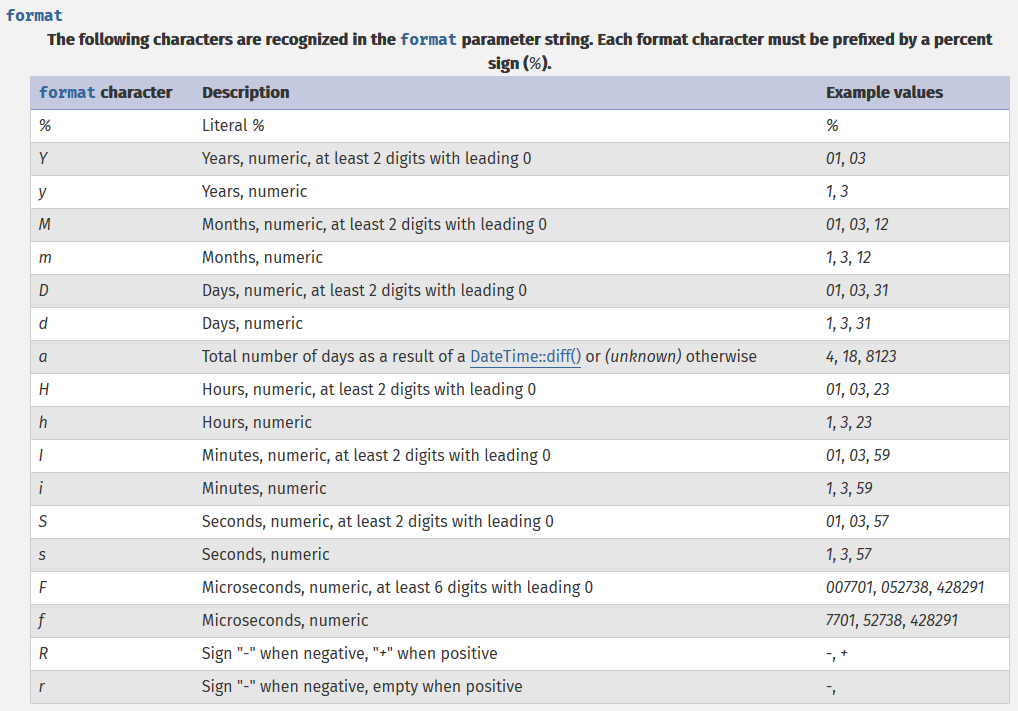 format
The following characters are recognized in the format parameter string. Each format character must be prefixed by a percent
sign (%).
format character Description Example values
% Literal % %
Y Years, numeric, at least 2 digits with leading 0 01, 03
y Years, numeric 1, 3
M Months, numeric, at least 2 digits with leading 0 01, 03, 12
m Months, numeric 1, 3, 12
D Days, numeric, at least 2 digits with leading 0 01, 03, 31
d Days, numeric 1, 3, 31
a Total number of days as a result of a DateTime::diff() or (unknown) otherwise 4, 18, 8123
H Hours, numeric, at least 2 digits with leading 0 01, 03, 23
h Hours, numeric 1, 3, 23
I Minutes, numeric, at least 2 digits with leading 0 01, 03, 59
i Minutes, numeric 1, 3, 59
S Seconds, numeric, at least 2 digits with leading 0 01, 03, 57
s Seconds, numeric 1, 3, 57
F Microseconds, numeric, at least 6 digits with leading 0 007701, 052738, 428291
f Microseconds, numeric 7701, 52738, 428291
R Sign "-" when negative, "+" when positive -, +
r Sign "-" when negative, empty when positive -,